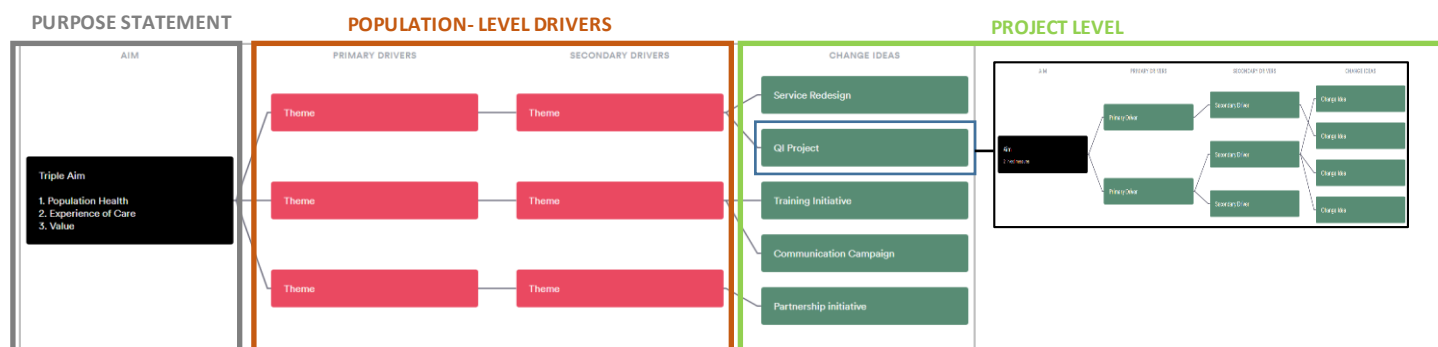 PURPOSE STATEMENT
POPULATION- LEVEL DRIVERS
PROJECT LEVEL
AIM
PRIMARY DRIVERS
SECONDARY DRIVERS
CHANGE IDEAS
Triple Aim
1. Population Health
2. Experience of Care
3. Value
Theme
Theme
Theme
Theme
Theme
Theme
Service Redesign
QI Project
Training Initiative
Communication Campaign
Partnership initiative
AIM
PRIMARY DRIVERS
SECONDARY DRIVERS
CHANGE IDEAS
Aim
Primary Driver
Primary Driver
Secondary Driver
Secondary Driver
Secondary Driver
Change Idea
Change Idea
Change Idea
Change Idea